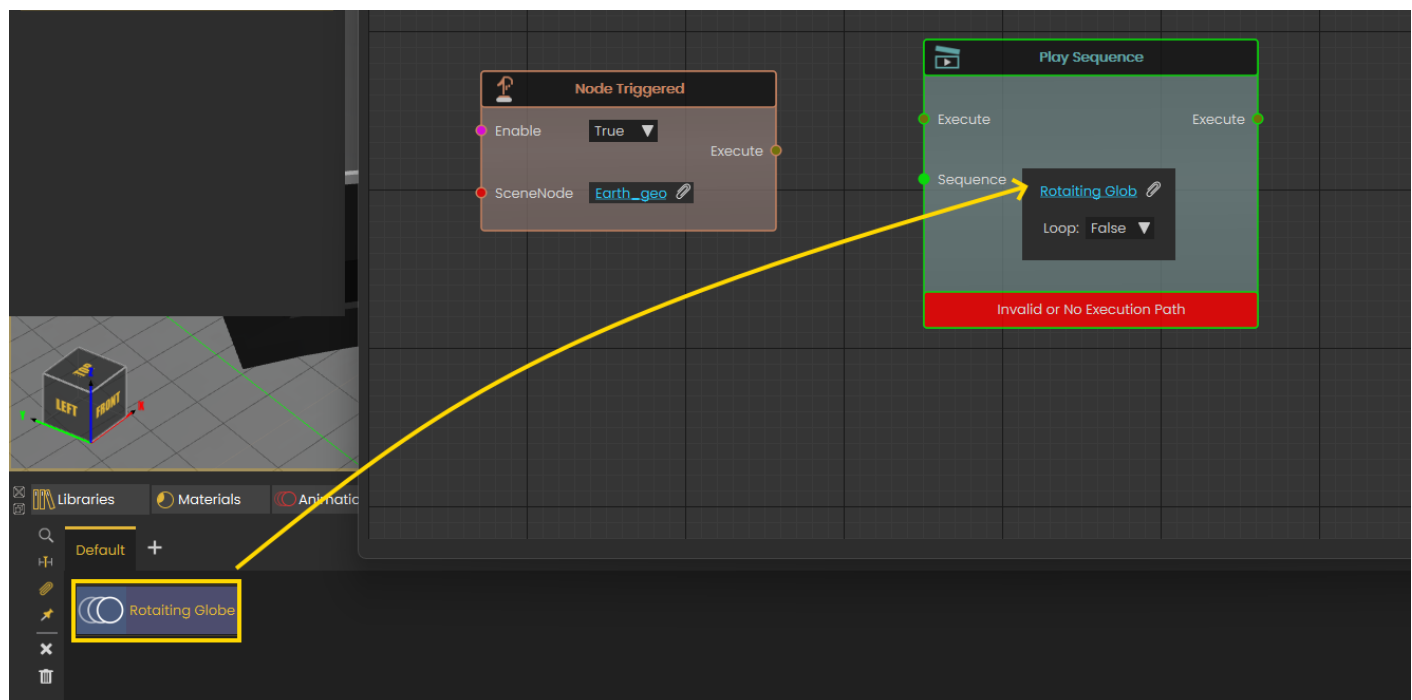 Node Triggered
Enable
True
Execute
SceneNode
Earth_geo
Play Sequence
Execute
Execute
Sequence
Rotaiting Glob
Loop: False
Invalid or No Execution Path
TOP
LEFT
FRONT
Y
X
Z
Libraries
Materials
Animatic
Default
Rotaiting Globe